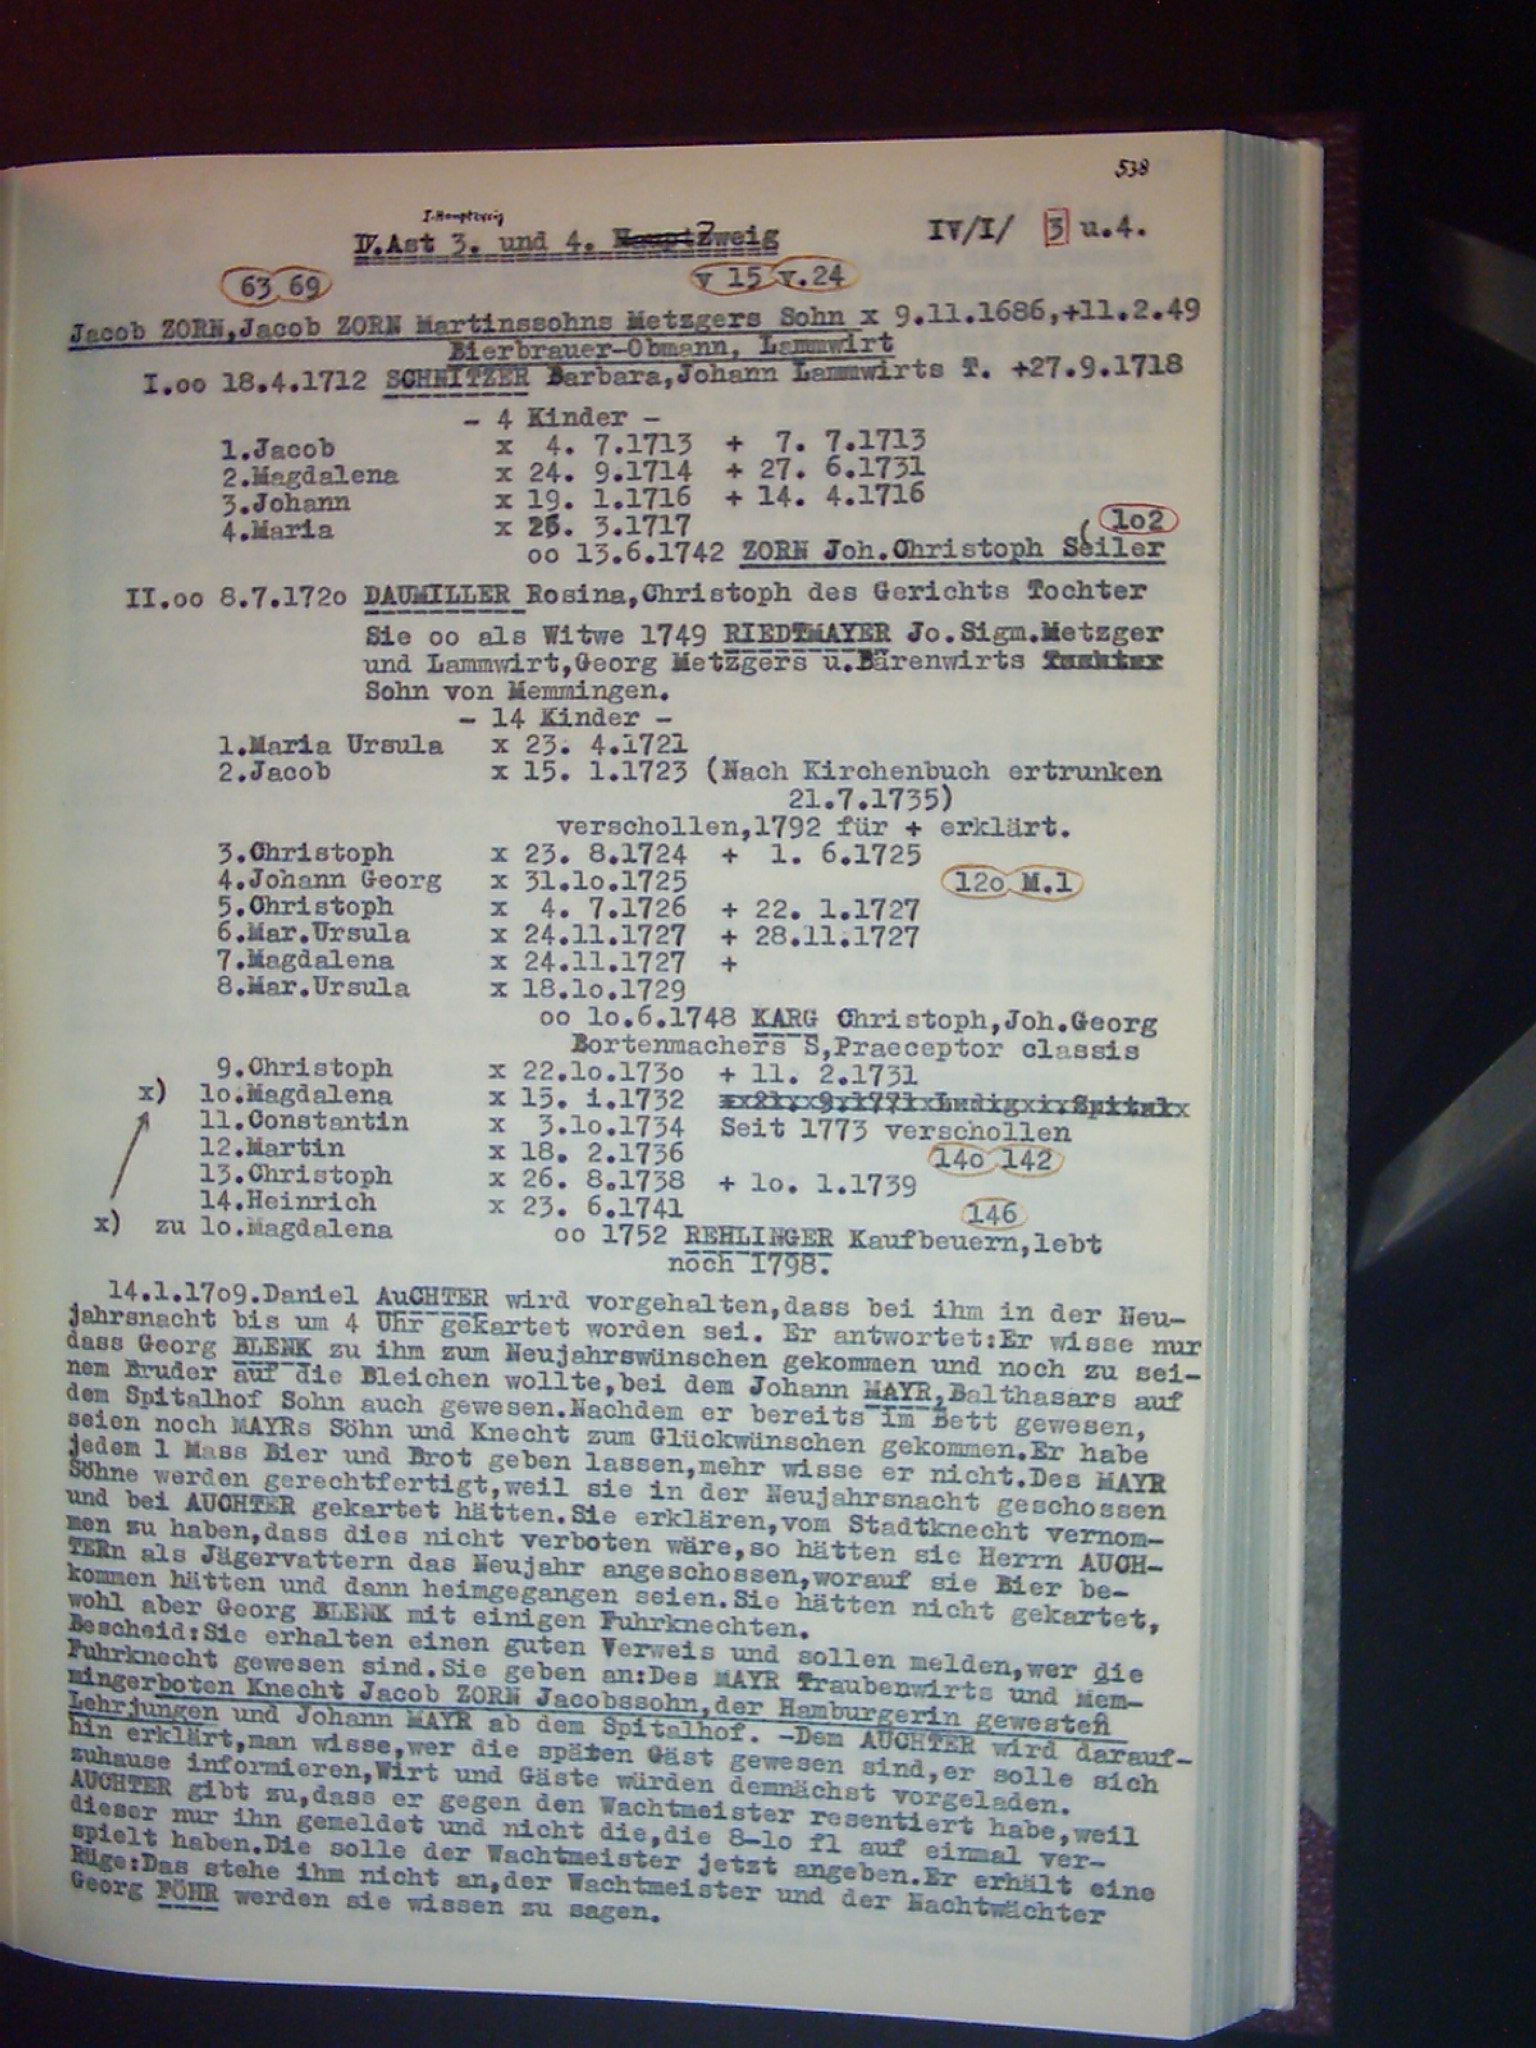 538
I. Hauptzweig
IV.Ast 3. und 4. Zweig IV/I/ 3 u.4.
63 69 v 15 v.24
Jacob ZORN,Jacob ZORN Martinssohns Metzgers Sohn x 9.11.1686,+11.2.49
Bierbrauer-Obmann, Lammwirt
I.oo 18.4.1712 SCHNITZER Barbara,Johann Lammwirts T. +27.9.1718
- 4 Kinder -
1.Jacob x 4. 7.1713 + 7. 7.1713
2.Magdalena x 24. 9.1714 + 27. 6.1731
3.Johann x 19. 1.1716 + 14. 4.1716
4.Maria x 3.1717 1o2
oo 13.6.1742 ZORN Joh.Christoph Seiler
II.oo 8.7.172o DAUMILLER Rosina,Christoph des Gerichts Tochter
Sie oo als Witwe 1749 RIEDTMAYER Jo.Sigm.Metzger
und Lammwirt,Georg Metzgers u.Bärenwirts
Sohn von Memmingen.
- 14 Kinder -
1.Maria Ursula x 23. 4.1721
2.Jacob x 15. 1.1723 (Nach Kirchenbuch ertrunken
21.7.1735)
verschollen,1792 für + erklärt.
3.Christoph x 23. 8.1724 + 1. 6.1725
4.Johann Georg x 31.1o.1725 12o M.1
5.Christoph x 4. 7.1726 + 22. 1.1727
6.Mar.Ursula x 24.11.1727 + 28.11.1727
7.Magdalena x 24.11.1727 +
8.Mar.Ursula x 18.1o.1729
oo 1o.6.1748 KARG Christoph,Joh.Georg
Bortenmachers S,Praeceptor classis
9.Christoph x 22.1o.173o + 11. 2.1731
x) 1o.Magdalena x 15. 1.1732 xx21xx9x1771xLedigxixSpitalx
11.Constantin x 3.1o.1734 Seit 1773 verschollen
12.Martin x 18. 2.1736 14o 142
13.Christoph x 26. 8.1738 + 1o. 1.1739
14.Heinrich x 23. 6.1741 146
x) zu 1o.Magdalena oo 1752 REHLINGER Kaufbeuern,lebt
noch 1798.
14.1.17o9.Daniel AuCHTER wird vorgehalten,dass bei ihm in der Neu-
jahrsnacht bis um 4 Uhr gekartet worden sei. Er antwortet:Er wisse nur
dass Georg BLENK zu ihm zum Neujahrswünschen gekommen und noch zu sei-
nem Bruder auf die Bleichen wollte,bei dem Johann MAYR,Balthasars auf
dem Spitalhof Sohn auch gewesen.Nachdem er bereits im Bett gewesen,
seien noch MAYRs Söhn und Knecht zum Glückwünschen gekommen.Er habe
jedem 1 Mass Bier und Brot geben lassen,mehr wisse er nicht.Des MAYR
Söhne werden gerechtfertigt,weil sie in der Neujahrsnacht geschossen
und bei AUCHTER gekartet hätten.Sie erklären,vom Stadtknecht vernom-
men zu haben,dass dies nicht verboten wäre,so hätten sie Herrn AUCH-
TERn als Jägervattern das Neujahr angeschossen,worauf sie Bier be-
kommen hätten und dann heimgegangen seien.Sie hätten nicht gekartet,
wohl aber Georg BLENK mit einigen Fuhrknechten.
Bescheid:Sie erhalten einen guten Verweis und sollen melden,wer die
Fuhrknecht gewesen sind.Sie geben an:Des MAYR Traubenwirts und Mem-
mingerboten Knecht Jacob ZORN Jacobssohn,der Hamburgerin gewesten
Lehrjungen und Johann MAYR ab dem Spitalhof. -Dem AUCHTER wird darauf-
hin erklärt,man wisse,wer die späten Gäst gewesen sind,er solle sich
zuhause informieren,Wirt und Gäste würden demnächst vorgeladen.
AUCHTER gibt zu,dass er gegen den Wachtmeister resentiert habe,weil
dieser nur ihn gemeldet und nicht die,die 8-1o fl auf einmal ver-
spielt haben.Die solle der Wachtmeister jetzt angeben.Er erhält eine
Rüge:Das stehe ihm nicht an,der Wachtmeister und der Nachtwächter
Georg FÖHR werden sie wissen zu sagen.